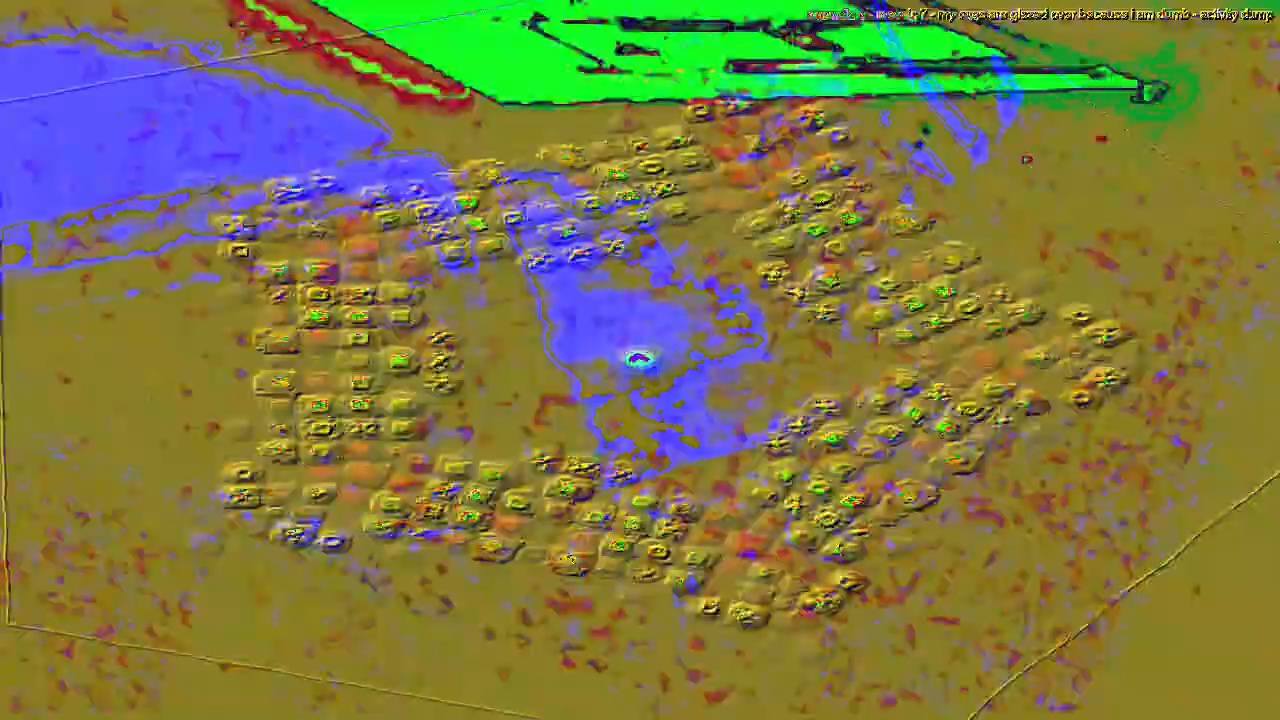 - my eyes are glazed over because i am dumb - activity dump